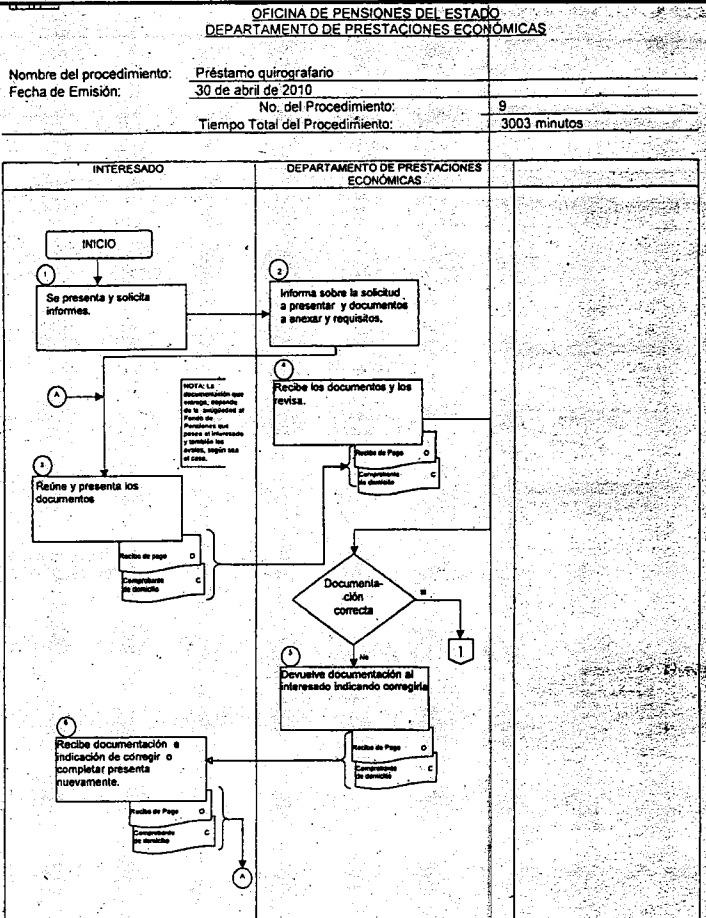 OFICINA DE PENSIONES DEL ESTADO
DEPARTAMENTO DE PRESTACIONES ECONÓMICAS
Nombre del procedimiento: Préstamo quirografario
Fecha de Emisión: 30 de abril de 2010
No. del Procedimiento: 9
Tiempo Total del Procedimiento: 3003 minutos
INTERESADO
DEPARTAMENTO DE PRESTACIONES
ECONÓMICAS
INICIO
1
Se presenta y solicita
informes.
2
Informa sobre la solicitud
a presentar y documentos
a anexar y requisitos.
A
NOTA: La
documentación que
entrega, depende
de la antigüedad al
Fondo de
Pensiones que
posea el interesado
y también los
avales, según sea
el caso.
4
Recibe los documentos y los
revisa.
Recibo de Pago O
Comprobante
de domicilio C
3
Reúne y presenta los
documentos
Recibo de pago O
Comprobante
de domicilio C
Documenta-
ción
correcta
SI
1
No
5
Devuelve documentación al
interesado indicando corregirla
Recibo de Pago O
Comprobante
de domicilio C
6
Recibe documentación e
indicación de corregir o
completar presenta
nuevamente.
Recibo de Pago O
Comprobante
de domicilio C
A